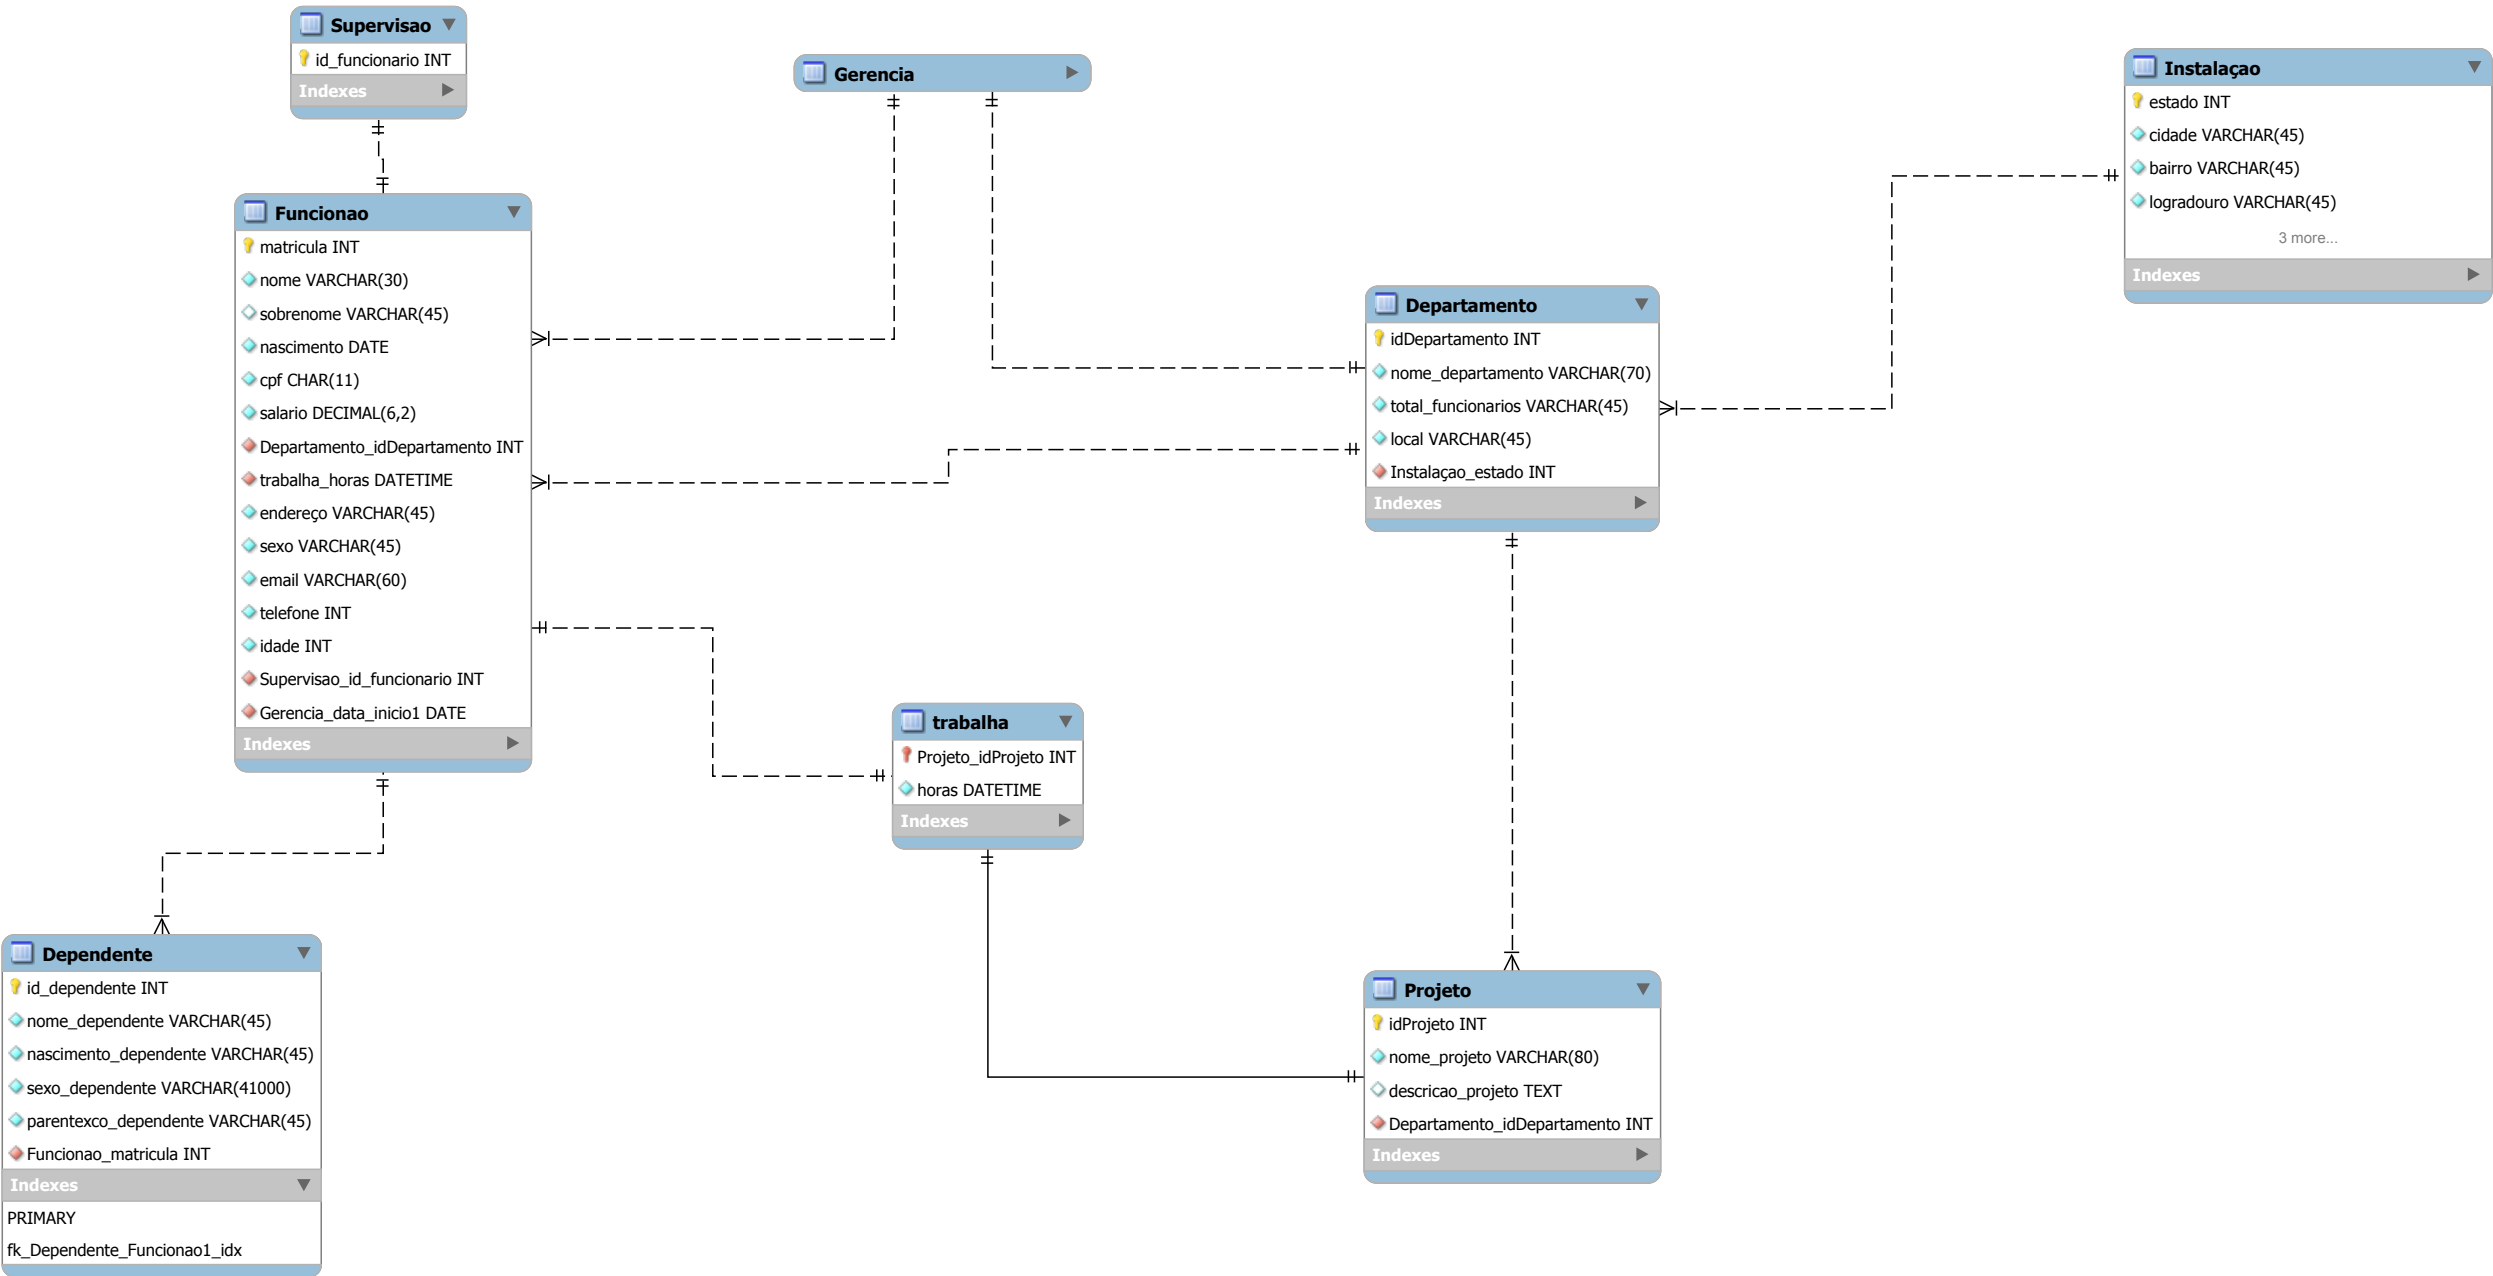 Supervisao
id_funcionario INT
Indexes
Gerencia
Instalaçao
estado INT
cidade VARCHAR(45)
bairro VARCHAR(45)
logradouro VARCHAR(45)
3 more...
Indexes
Funcionao
matricula INT
nome VARCHAR(30)
sobrenome VARCHAR(45)
nascimento DATE
cpf CHAR(11)
salario DECIMAL(6,2)
Departamento_idDepartamento INT
trabalha_horas DATETIME
endereço VARCHAR(45)
sexo VARCHAR(45)
email VARCHAR(60)
telefone INT
idade INT
Supervisao_id_funcionario INT
Gerencia_data_inicio1 DATE
Indexes
Departamento
idDepartamento INT
nome_departamento VARCHAR(70)
total_funcionarios VARCHAR(45)
local VARCHAR(45)
Instalaçao_estado INT
Indexes
trabalha
Projeto_idProjeto INT
horas DATETIME
Indexes
Dependente
id_dependente INT
nome_dependente VARCHAR(45)
nascimento_dependente VARCHAR(45)
sexo_dependente VARCHAR(41000)
parentexco_dependente VARCHAR(45)
Funcionao_matricula INT
Indexes
PRIMARY
fk_Dependente_Funcionao1_idx
Projeto
idProjeto INT
nome_projeto VARCHAR(80)
descricao_projeto TEXT
Departamento_idDepartamento INT
Indexes